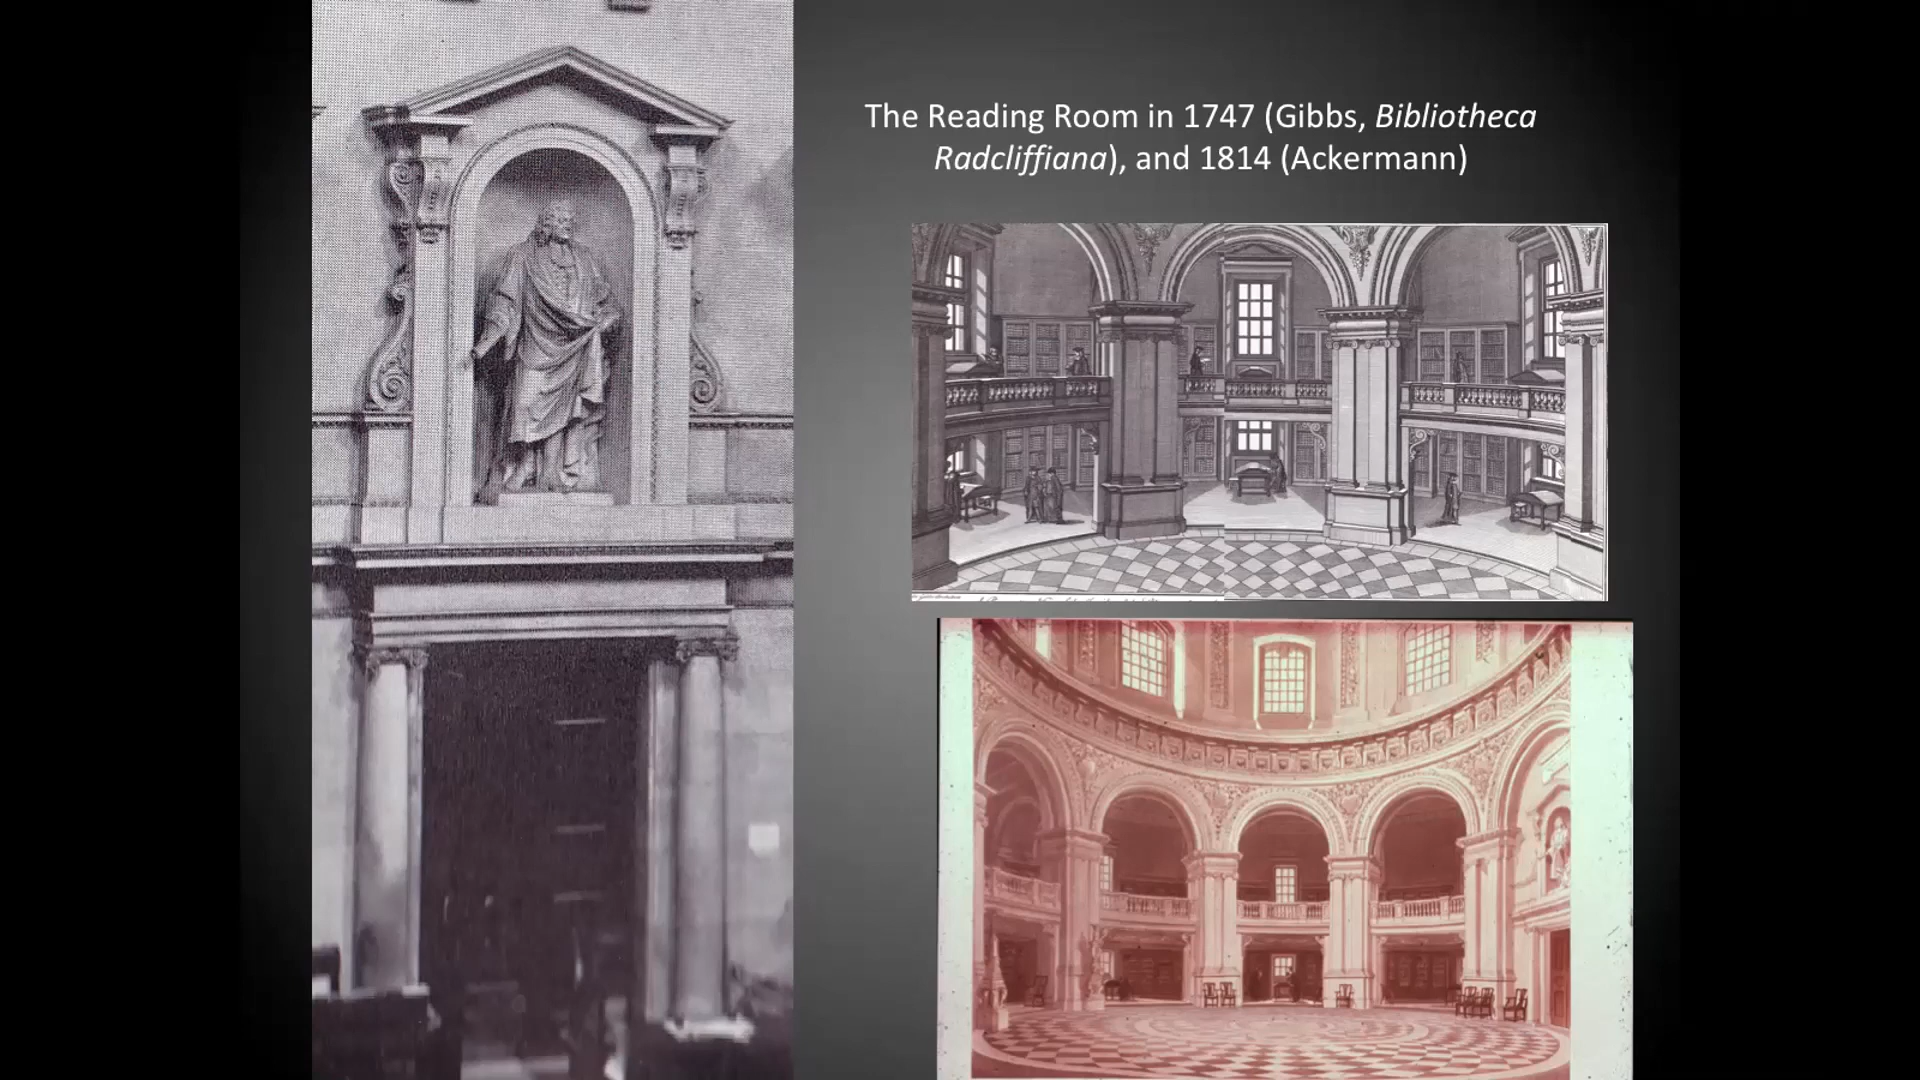 The Reading Room in 1747 (Gibbs, Bibliotheca
Radcliffiana), and 1814 (Ackermann)